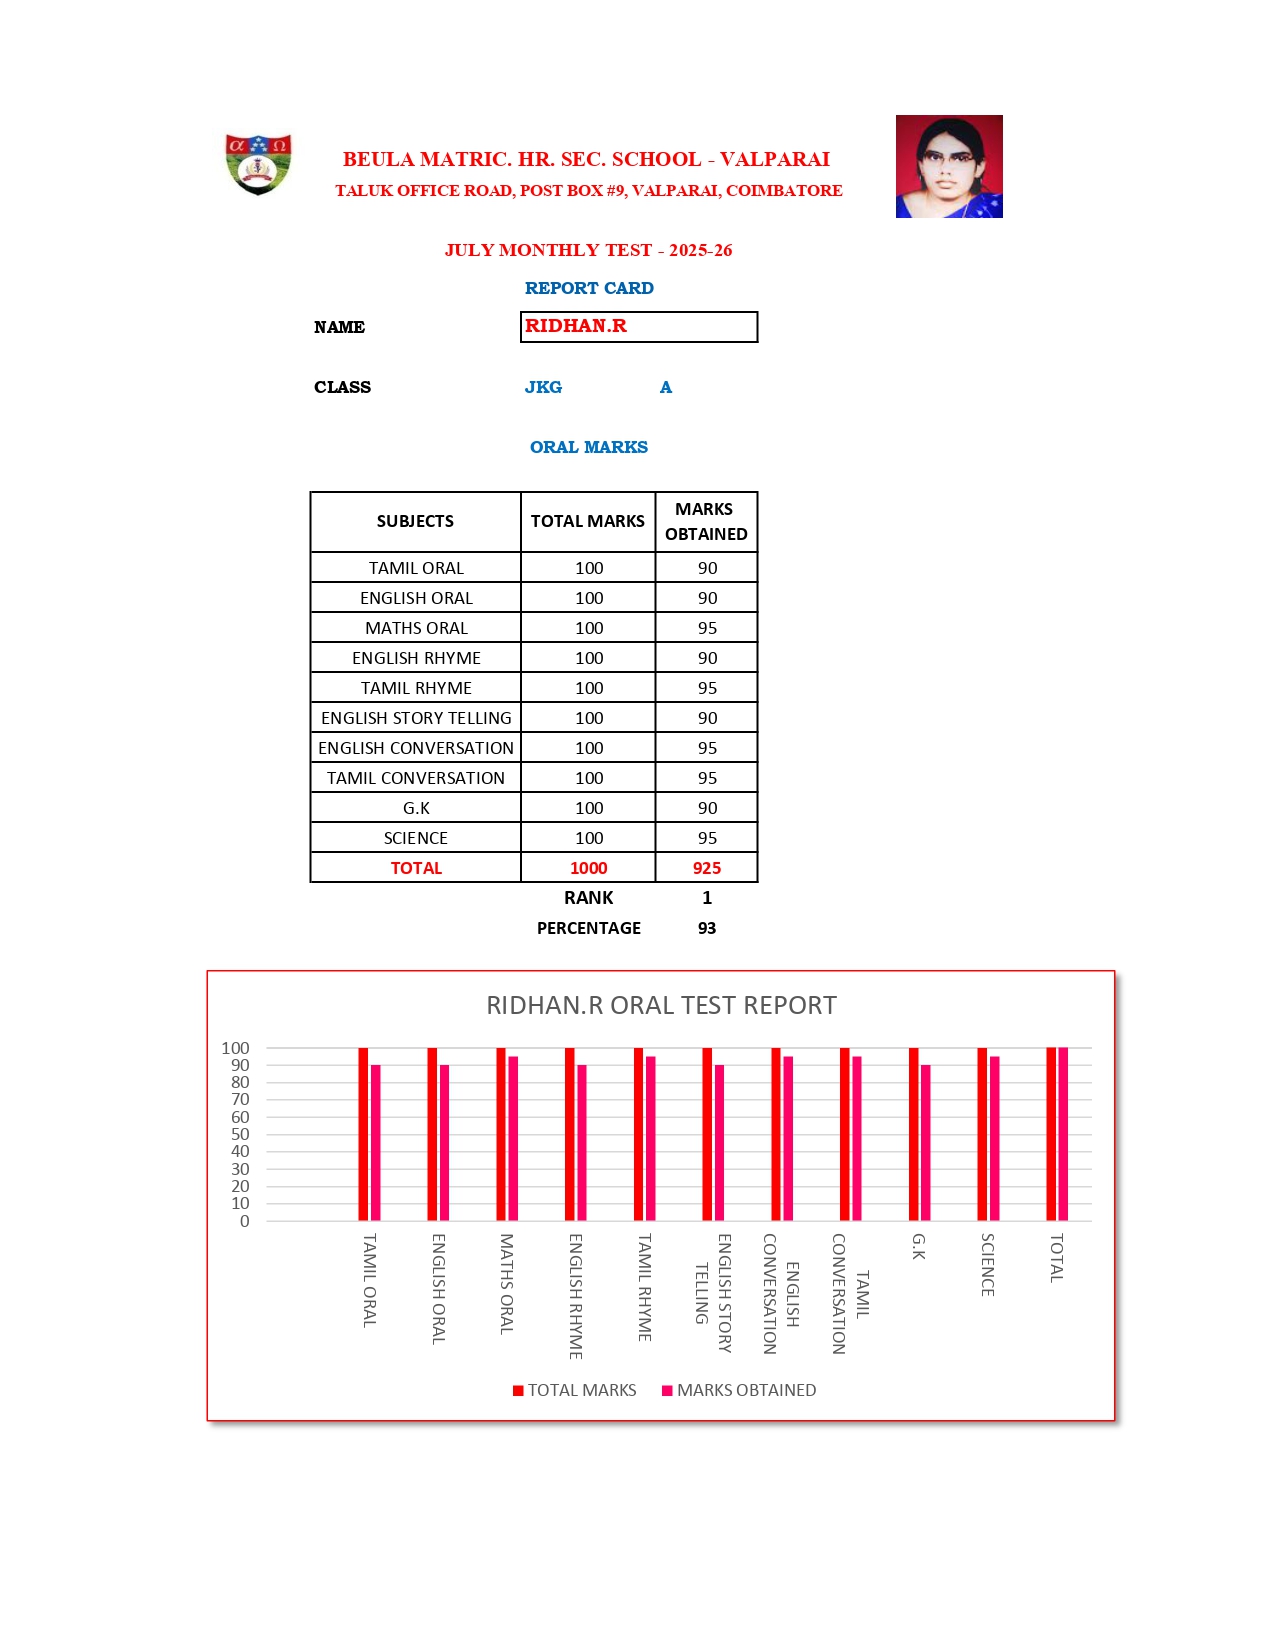 α Ω
BEULA MATRIC. HR. SEC. SCHOOL - VALPARAI
TALUK OFFICE ROAD, POST BOX #9, VALPARAI, COIMBATORE
JULY MONTHLY TEST - 2025-26
REPORT CARD
NAME RIDHAN.R
CLASS JKG A
ORAL MARKS
SUBJECTS TOTAL MARKS MARKS OBTAINED
TAMIL ORAL 100 90
ENGLISH ORAL 100 90
MATHS ORAL 100 95
ENGLISH RHYME 100 90
TAMIL RHYME 100 95
ENGLISH STORY TELLING 100 90
ENGLISH CONVERSATION 100 95
TAMIL CONVERSATION 100 95
G.K 100 90
SCIENCE 100 95
TOTAL 1000 925
RANK 1
PERCENTAGE 93
RIDHAN.R ORAL TEST REPORT
100
90
80
70
60
50
40
30
20
10
0
TAMIL ORAL
ENGLISH ORAL
MATHS ORAL
ENGLISH RHYME
TAMIL RHYME
ENGLISH STORY
TELLING
ENGLISH
CONVERSATION
TAMIL
CONVERSATION
G.K
SCIENCE
TOTAL
TOTAL MARKS MARKS OBTAINED